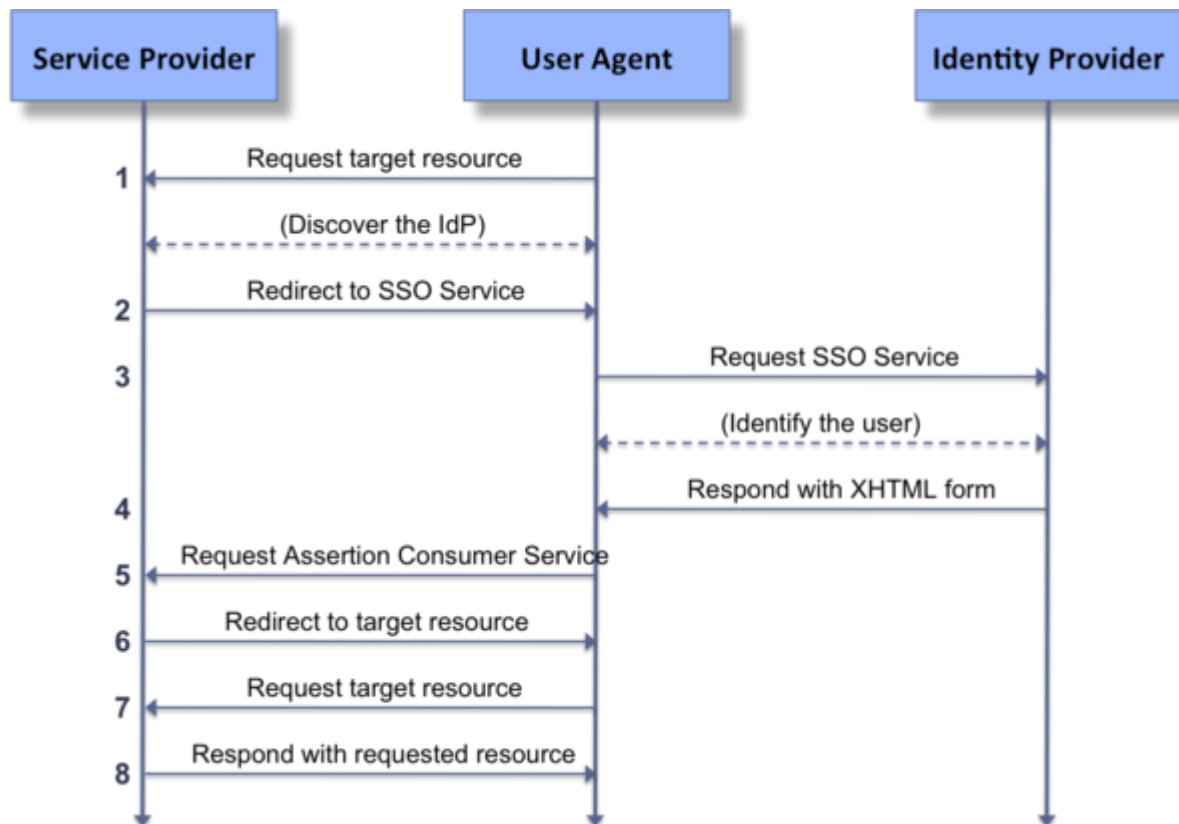 Service Provider
User Agent
Identity Provider
Request target resource
1
(Discover the IdP)
Redirect to SSO Service
2
Request SSO Service
3
(Identify the user)
Respond with XHTML form
4
Request Assertion Consumer Service
5
Redirect to target resource
6
Request target resource
7
Respond with requested resource
8